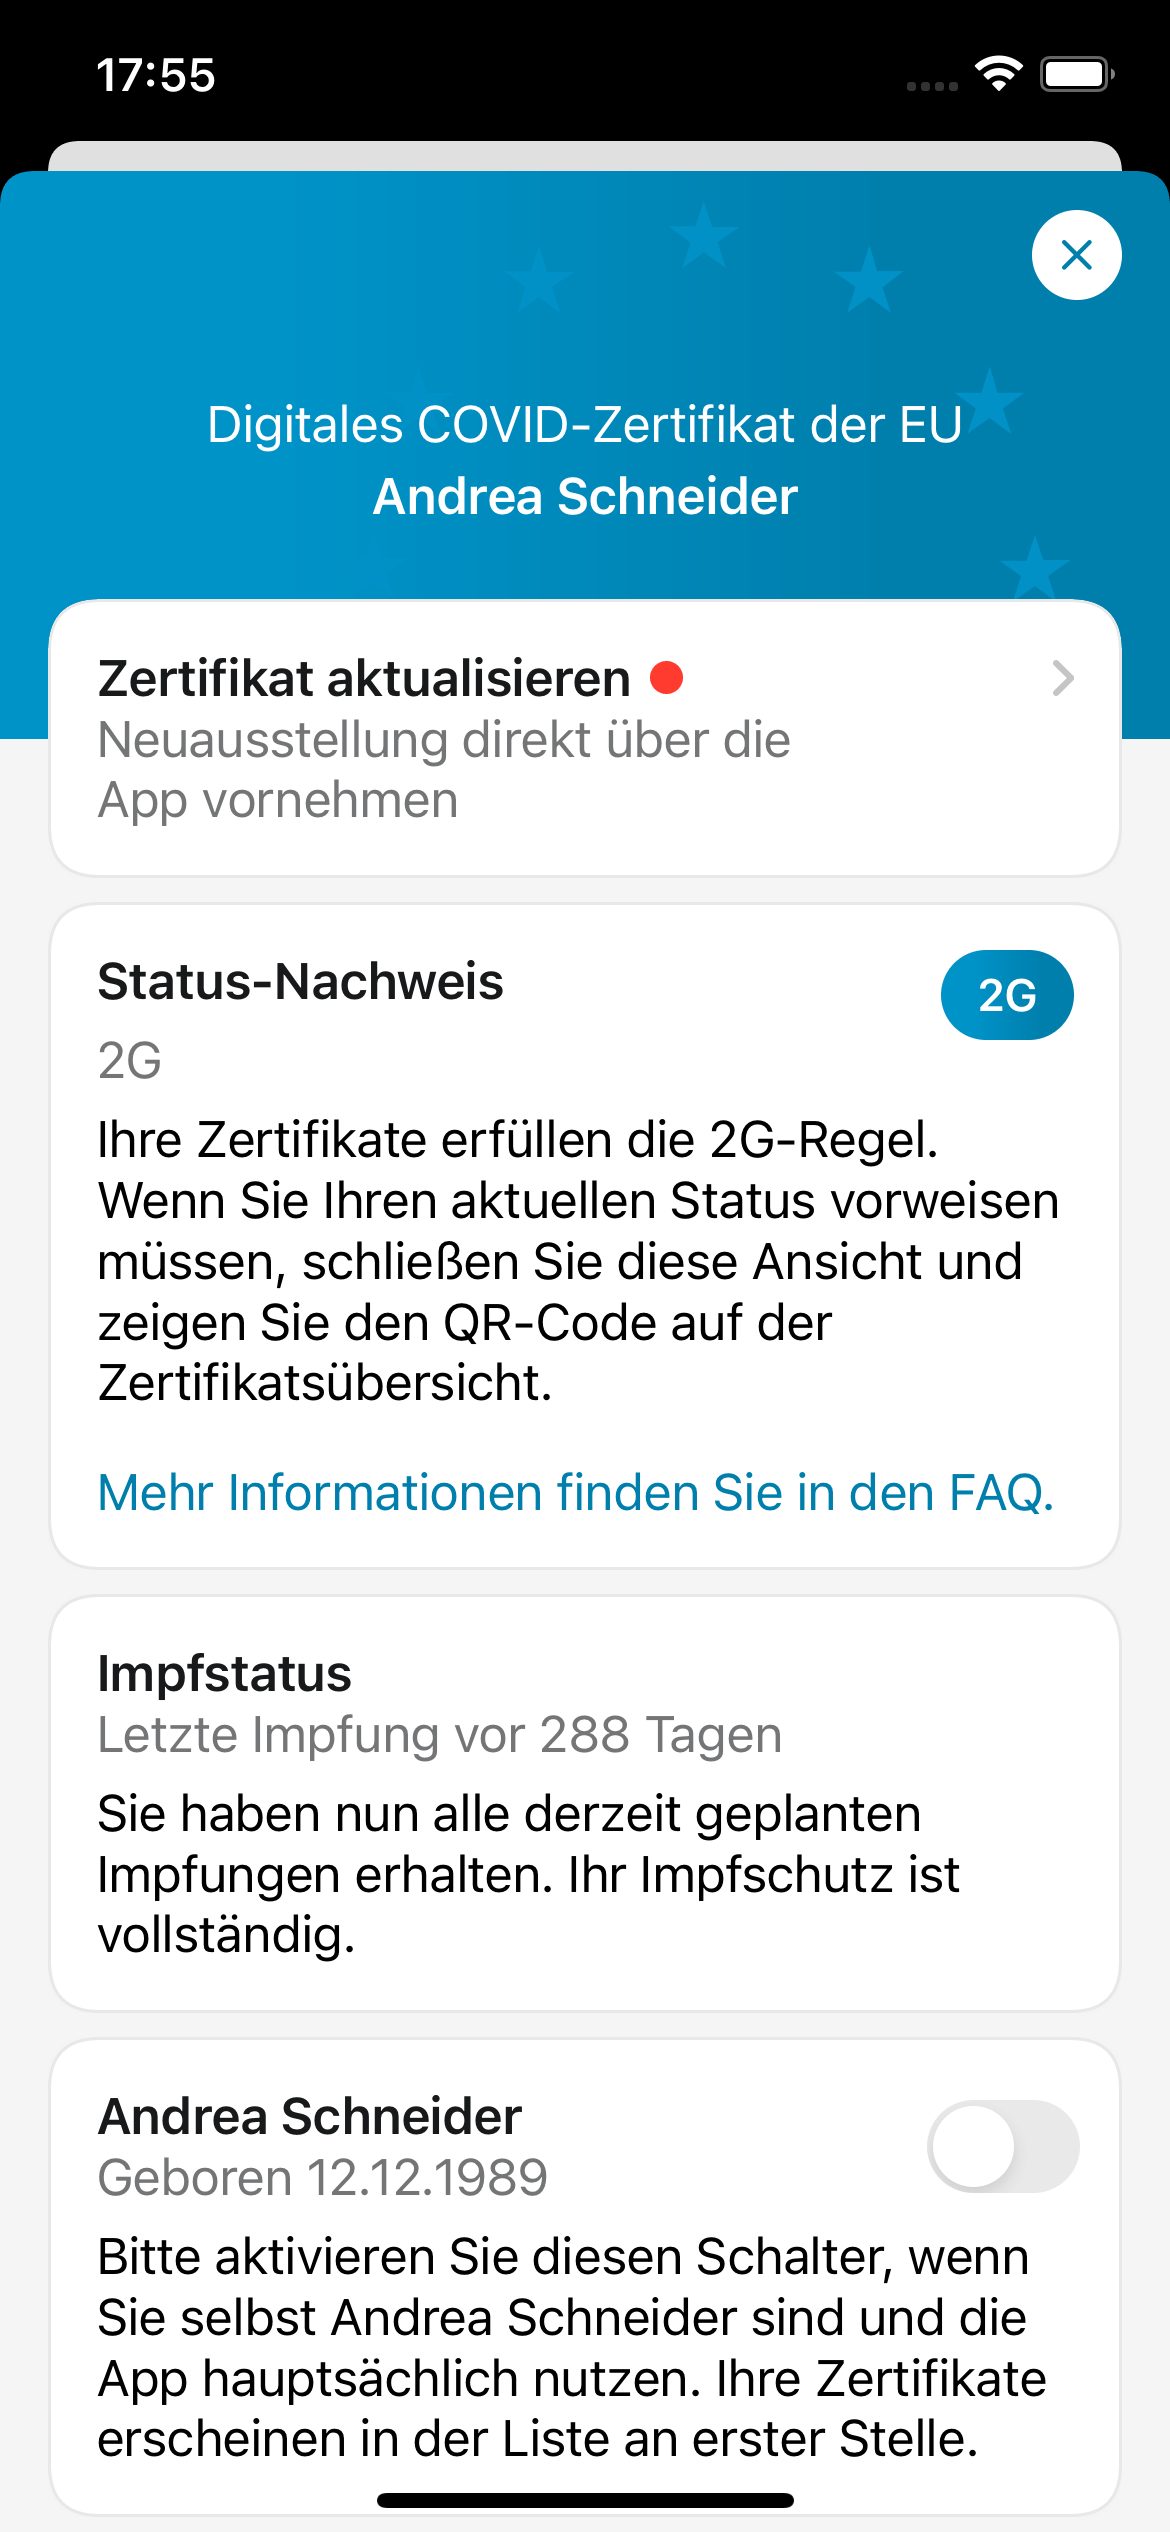 17:55
Digitales COVID-Zertifikat der EU
Andrea Schneider
Zertifikat aktualisieren
Neuausstellung direkt über die
App vornehmen
Status-Nachweis
2G
2G
Ihre Zertifikate erfüllen die 2G-Regel.
Wenn Sie Ihren aktuellen Status vorweisen
müssen, schließen Sie diese Ansicht und
zeigen Sie den QR-Code auf der
Zertifikatsübersicht.
Mehr Informationen finden Sie in den FAQ.
Impfstatus
Letzte Impfung vor 288 Tagen
Sie haben nun alle derzeit geplanten
Impfungen erhalten. Ihr Impfschutz ist
vollständig.
Andrea Schneider
Geboren 12.12.1989
Bitte aktivieren Sie diesen Schalter, wenn
Sie selbst Andrea Schneider sind und die
App hauptsächlich nutzen. Ihre Zertifikate
erscheinen in der Liste an erster Stelle.